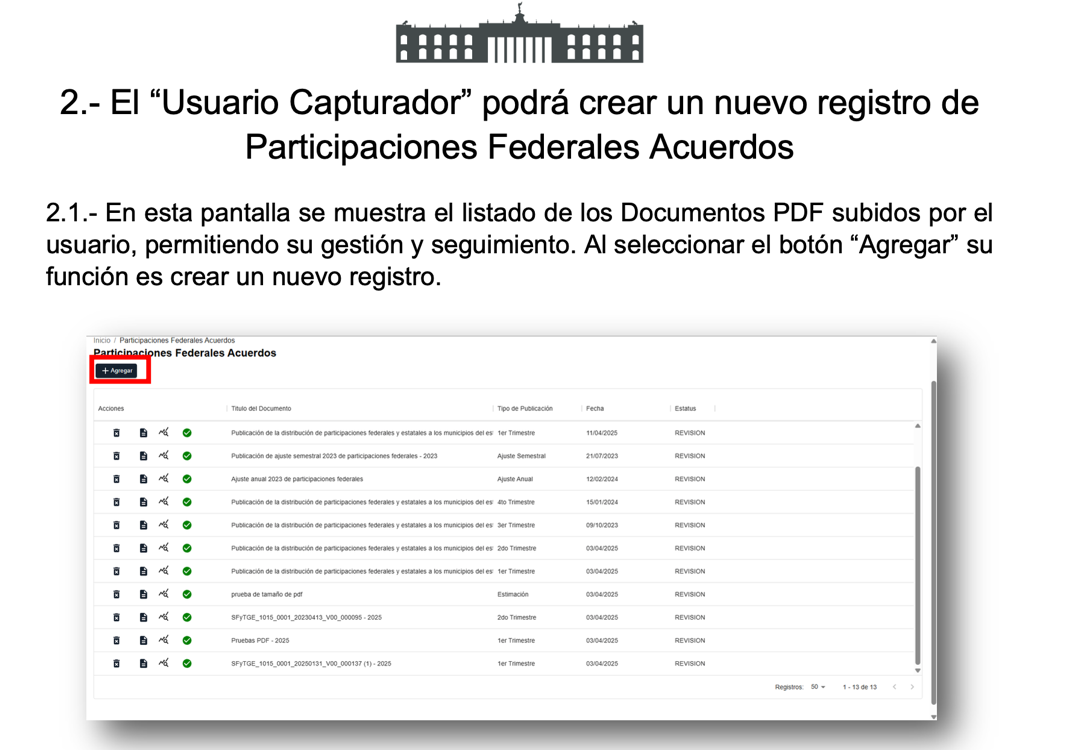 2.- El “Usuario Capturador” podrá crear un nuevo registro de
Participaciones Federales Acuerdos
2.1.- En esta pantalla se muestra el listado de los Documentos PDF subidos por el
usuario, permitiendo su gestión y seguimiento. Al seleccionar el botón “Agregar” su
función es crear un nuevo registro.
Inicio / Participaciones Federales Acuerdos
Participaciones Federales Acuerdos
+ Agregar
Acciones Titulo del Documento Tipo de Publicación Fecha Estatus
Publicación de la distribución de participaciones federales y estatales a los municipios del es 1er Trimestre 11/04/2025 REVISION
Publicación de ajuste semestral 2023 de participaciones federales - 2023 Ajuste Semestral 21/07/2023 REVISION
Ajuste anual 2023 de participaciones federales Ajuste Anual 12/02/2024 REVISION
Publicación de la distribución de participaciones federales y estatales a los municipios del es 4to Trimestre 15/01/2024 REVISION
Publicación de la distribución de participaciones federales y estatales a los municipios del es 3er Trimestre 09/10/2023 REVISION
Publicación de la distribución de participaciones federales y estatales a los municipios del es 2do Trimestre 03/04/2025 REVISION
Publicación de la distribución de participaciones federales y estatales a los municipios del es 1er Trimestre 03/04/2025 REVISION
prueba de tamaño de pdf Estimación 03/04/2025 REVISION
SFyTGE_1015_0001_20230413_V00_000095 - 2025 2do Trimestre 03/04/2025 REVISION
Pruebas PDF - 2025 1er Trimestre 03/04/2025 REVISION
SFyTGE_1015_0001_20250131_V00_000137 (1) - 2025 1er Trimestre 03/04/2025 REVISION
Registros: 50 1 - 13 de 13